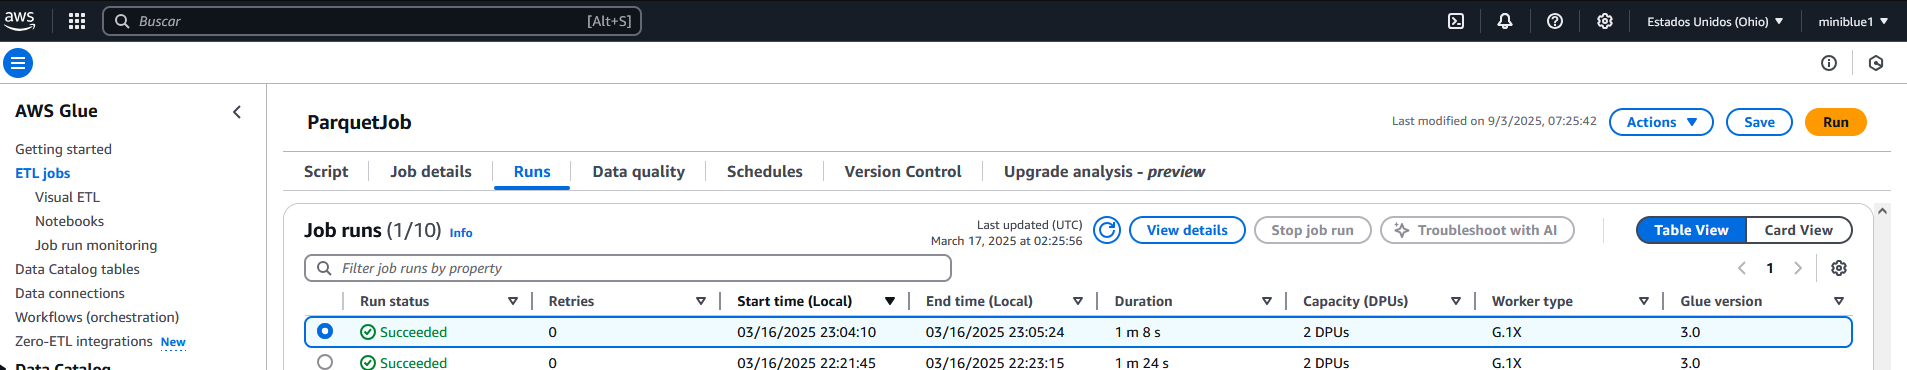 aws
Buscar [Alt+S] Estados Unidos (Ohio) miniblue1
AWS Glue
Getting started
ETL jobs
Visual ETL
Notebooks
Job run monitoring
Data Catalog tables
Data connections
Workflows (orchestration)
Zero-ETL integrations New
Data Catalog
ParquetJob Last modified on 9/3/2025, 07:25:42 Actions Save Run
Script Job details Runs Data quality Schedules Version Control Upgrade analysis - preview
Job runs (1/10) Info Last updated (UTC) March 17, 2025 at 02:25:56 View details Stop job run Troubleshoot with AI Table View Card View
Filter job runs by property 1
Run status Retries Start time (Local) End time (Local) Duration Capacity (DPUs) Worker type Glue version
Succeeded 0 03/16/2025 23:04:10 03/16/2025 23:05:24 1 m 8 s 2 DPUs G.1X 3.0
Succeeded 0 03/16/2025 22:21:45 03/16/2025 22:23:15 1 m 24 s 2 DPUs G.1X 3.0